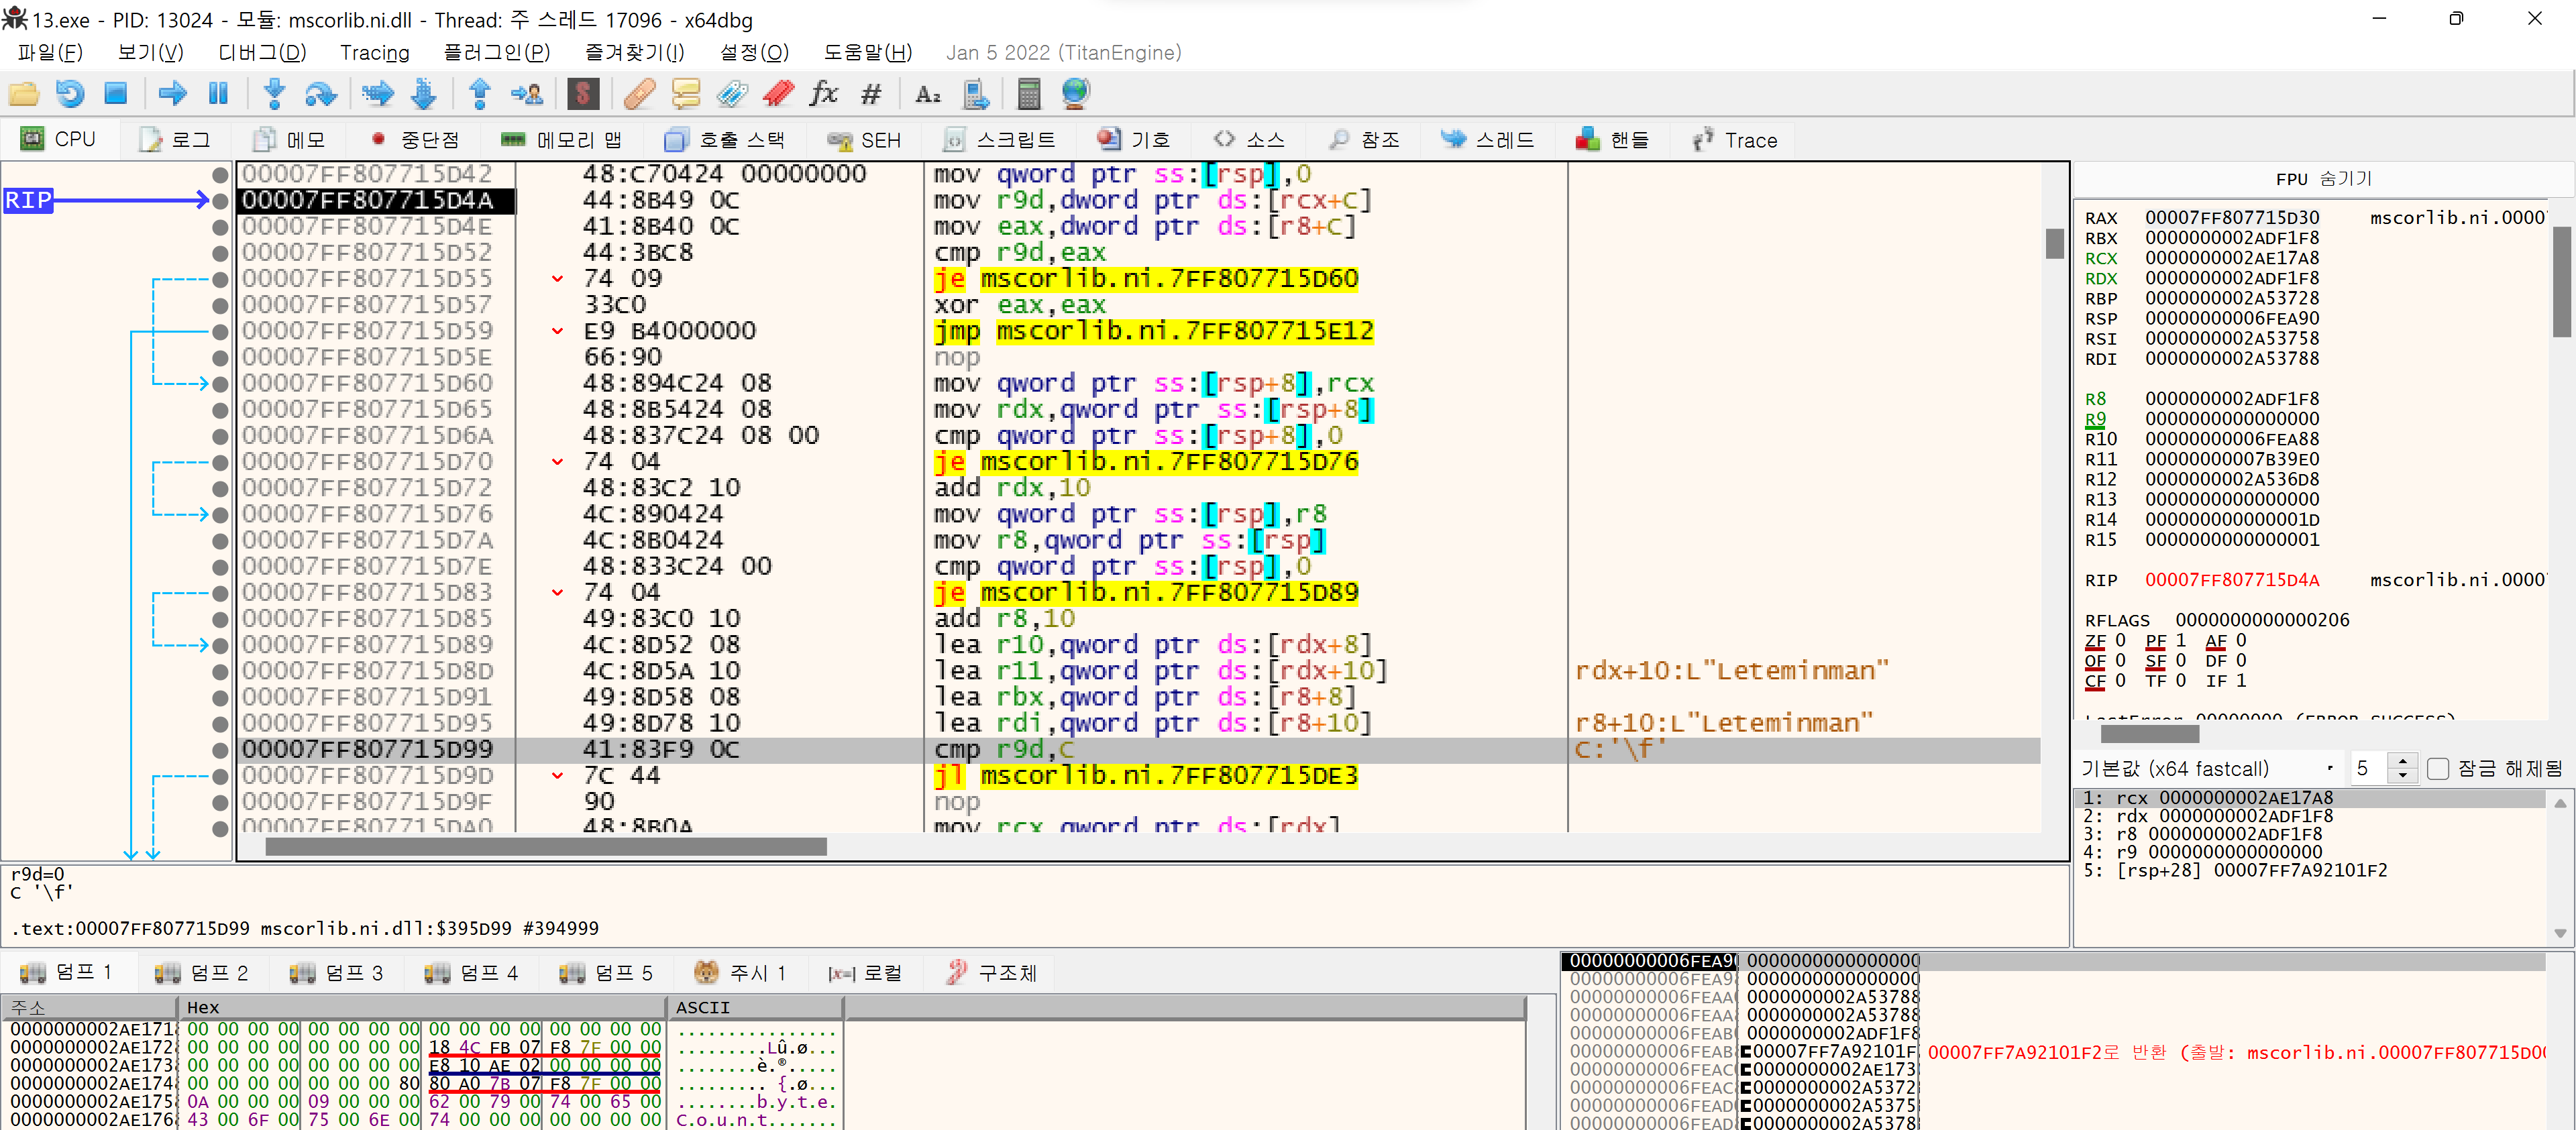 13.exe - PID: 13024 - 모듈: mscorlib.ni.dll - Thread: 주 스레드 17096 - x64dbg
파일(F) 보기(V) 디버그(D) Tracing 플러그인(P) 즐겨찾기(I) 설정(O) 도움말(H) Jan 5 2022 (TitanEngine)
CPU 로그 메모 중단점 메모리 맵 호출 스택 SEH 스크립트 기호 소스 참조 스레드 핸들 Trace
00007FF807715D42 48:C70424 00000000 mov qword ptr ss:[rsp],0
RIP 00007FF807715D4A 44:8B49 0C mov r9d,dword ptr ds:[rcx+C]
00007FF807715D4E 41:8B40 0C mov eax,dword ptr ds:[r8+C]
00007FF807715D52 44:3BC8 cmp r9d,eax
00007FF807715D55 74 09 je mscorlib.ni.7FF807715D60
00007FF807715D57 33C0 xor eax,eax
00007FF807715D59 E9 B4000000 jmp mscorlib.ni.7FF807715E12
00007FF807715D5E 66:90 nop
00007FF807715D60 48:894C24 08 mov qword ptr ss:[rsp+8],rcx
00007FF807715D65 48:8B5424 08 mov rdx,qword ptr ss:[rsp+8]
00007FF807715D6A 48:837C24 08 00 cmp qword ptr ss:[rsp+8],0
00007FF807715D70 74 04 je mscorlib.ni.7FF807715D76
00007FF807715D72 48:83C2 10 add rdx,10
00007FF807715D76 4C:890424 mov qword ptr ss:[rsp],r8
00007FF807715D7A 4C:8B0424 mov r8,qword ptr ss:[rsp]
00007FF807715D7E 48:833C24 00 cmp qword ptr ss:[rsp],0
00007FF807715D83 74 04 je mscorlib.ni.7FF807715D89
00007FF807715D85 49:83C0 10 add r8,10
00007FF807715D89 4C:8D52 08 lea r10,qword ptr ds:[rdx+8]
00007FF807715D8D 4C:8D5A 10 lea r11,qword ptr ds:[rdx+10] rdx+10:L"Leteminman"
00007FF807715D91 49:8D58 08 lea rbx,qword ptr ds:[r8+8]
00007FF807715D95 49:8D78 10 lea rdi,qword ptr ds:[r8+10] r8+10:L"Leteminman"
00007FF807715D99 41:83F9 0C cmp r9d,C C:'\f'
00007FF807715D9D 7C 44 jl mscorlib.ni.7FF807715DE3
00007FF807715D9F 90 nop
00007FF807715DA0 48:8B0A mov rcx,qword ptr ds:[rdx]
r9d=0
C '\f'
.text:00007FF807715D99 mscorlib.ni.dll:$395D99 #394999
FPU 숨기기
RAX 00007FF807715D30 mscorlib.ni.0000
RBX 0000000002ADF1F8
RCX 0000000002AE17A8
RDX 0000000002ADF1F8
RBP 0000000002A53728
RSP 00000000006FEA90
RSI 0000000002A53758
RDI 0000000002A53788
R8 0000000002ADF1F8
R9 0000000000000000
R10 00000000006FEA88
R11 00000000007B39E0
R12 0000000002A536D8
R13 0000000000000000
R14 000000000000001D
R15 0000000000000001
RIP 00007FF807715D4A mscorlib.ni.0000
RFLAGS 0000000000000206
ZF 0 PF 1 AF 0
OF 0 SF 0 DF 0
CF 0 TF 0 IF 1
LastError 00000000 (ERROR_SUCCESS)
기본값 (x64 fastcall) 5 잠금 해제됨
1: rcx 0000000002AE17A8
2: rdx 0000000002ADF1F8
3: r8 0000000002ADF1F8
4: r9 0000000000000000
5: [rsp+28] 00007FF7A92101F2
덤프 1 덤프 2 덤프 3 덤프 4 덤프 5 주시 1 로컬 구조체
주소 Hex ASCII
0000000002AE171 00 00 00 00 00 00 00 00 00 00 00 00 00 00 00 00 ................
0000000002AE172 00 00 00 00 00 00 00 00 18 4C FB 07 F8 7F 00 00 .........Lû.ø...
0000000002AE173 00 00 00 00 00 00 00 00 E8 10 AE 02 00 00 00 00 ........è.®.....
0000000002AE174 00 00 00 00 00 00 00 80 80 A0 7B 07 F8 7F 00 00 ......... {.ø...
0000000002AE175 0A 00 00 00 09 00 00 00 62 00 79 00 74 00 65 00 ........b.y.t.e.
0000000002AE176 43 00 6F 00 75 00 6E 00 74 00 00 00 00 00 00 00 C.o.u.n.t.......
00000000006FEA90 0000000000000000
00000000006FEA98 0000000000000000
00000000006FEAA 0000000002A53788
00000000006FEAA8 0000000002A53788
00000000006FEAB 0000000002ADF1F8
00000000006FEAB8 00007FF7A92101F 00007FF7A92101F2로 반환 (출발: mscorlib.ni.00007FF807715D0
00000000006FEAC 0000000002AE173
00000000006FEAC8 0000000002A5372
00000000006FEAD 0000000002A5375
00000000006FEAD8 0000000002A5378